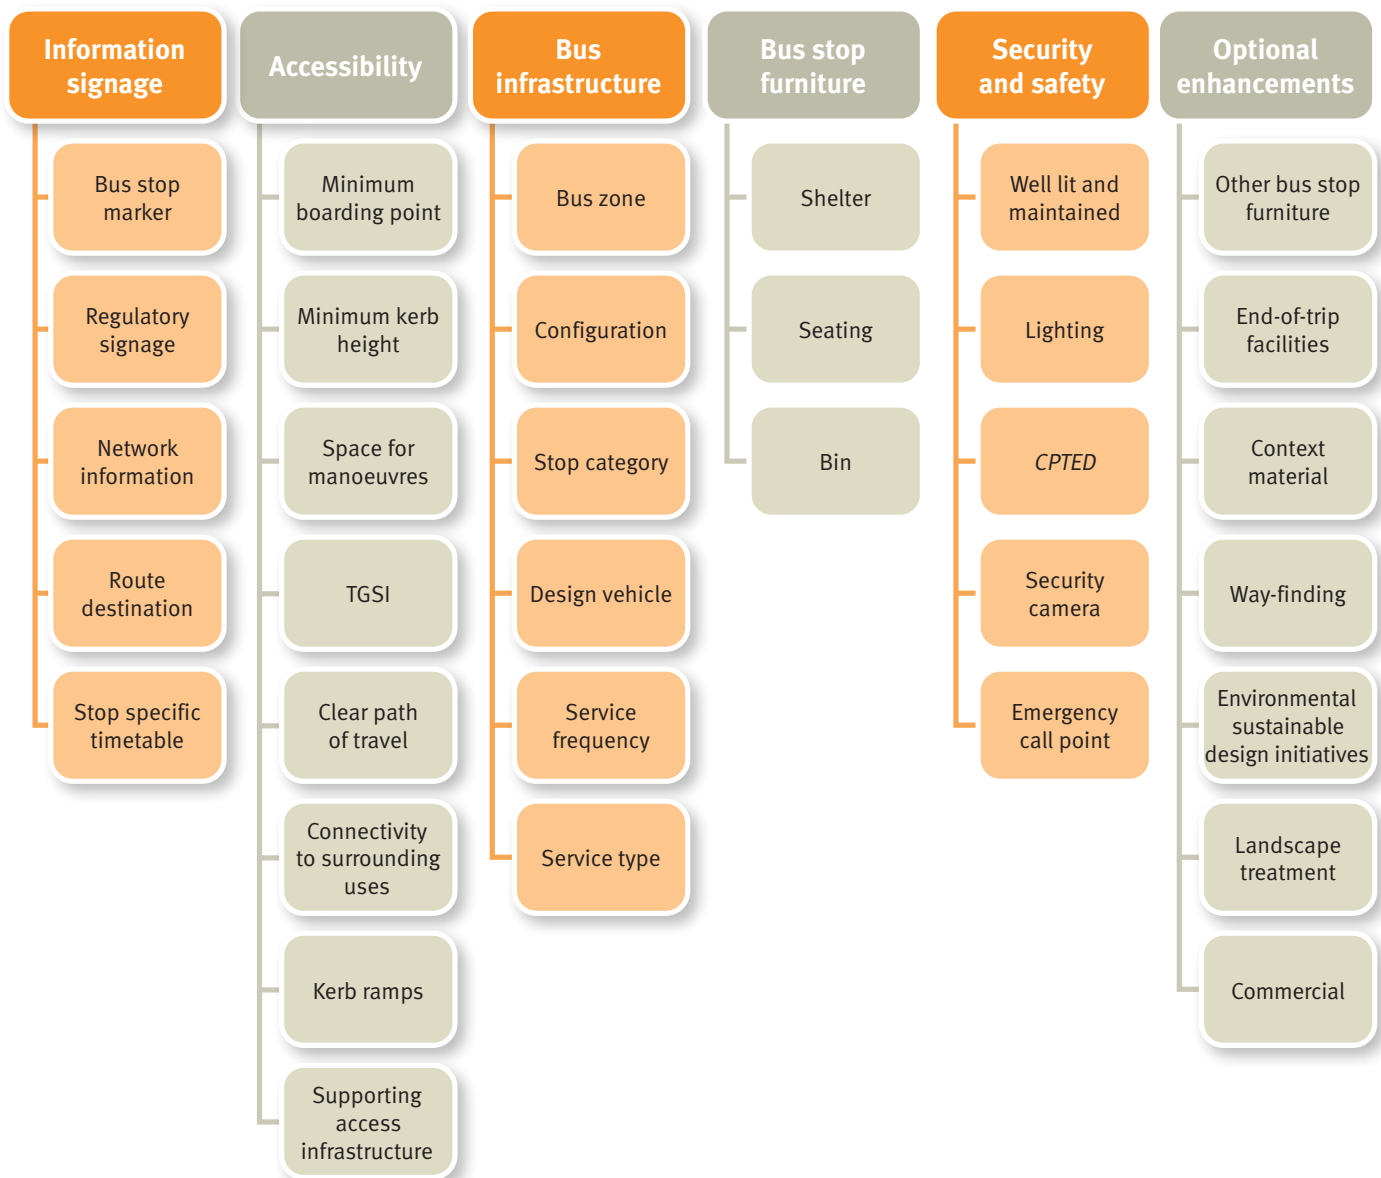 Information
signage
Bus stop
marker
Regulatory
signage
Network
information
Route
destination
Stop specific
timetable
Accessibility
Minimum
boarding point
Minimum kerb
height
Space for
manoeuvres
TGSI
Clear path
of travel
Connectivity
to surrounding
uses
Kerb ramps
Supporting
access
infrastructure
Bus
infrastructure
Bus zone
Configuration
Stop category
Design vehicle
Service
frequency
Service type
Bus stop
furniture
Shelter
Seating
Bin
Security
and safety
Well lit and
maintained
Lighting
CPTED
Security
camera
Emergency
call point
Optional
enhancements
Other bus stop
furniture
End-of-trip
facilities
Context
material
Way-finding
Environmental
sustainable
design initiatives
Landscape
treatment
Commercial